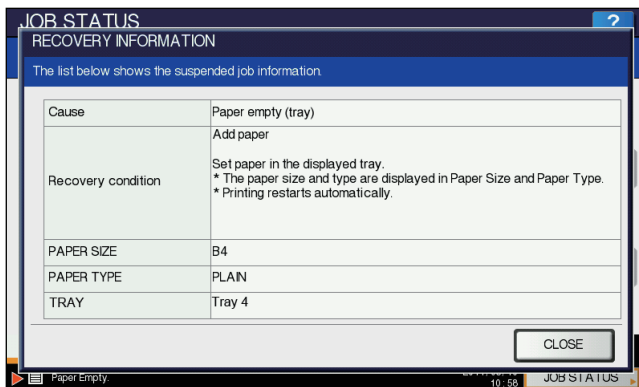 JOB STATUS
?
RECOVERY INFORMATION
The list below shows the suspended job information.
Cause
Paper empty (tray)
Recovery condition
Add paper
Set paper in the displayed tray.
* The paper size and type are displayed in Paper Size and Paper Type.
* Printing restarts automatically.
PAPER SIZE
B4
PAPER TYPE
PLAIN
TRAY
Tray 4
CLOSE
Paper Empty.
10:58
JOB STATUS